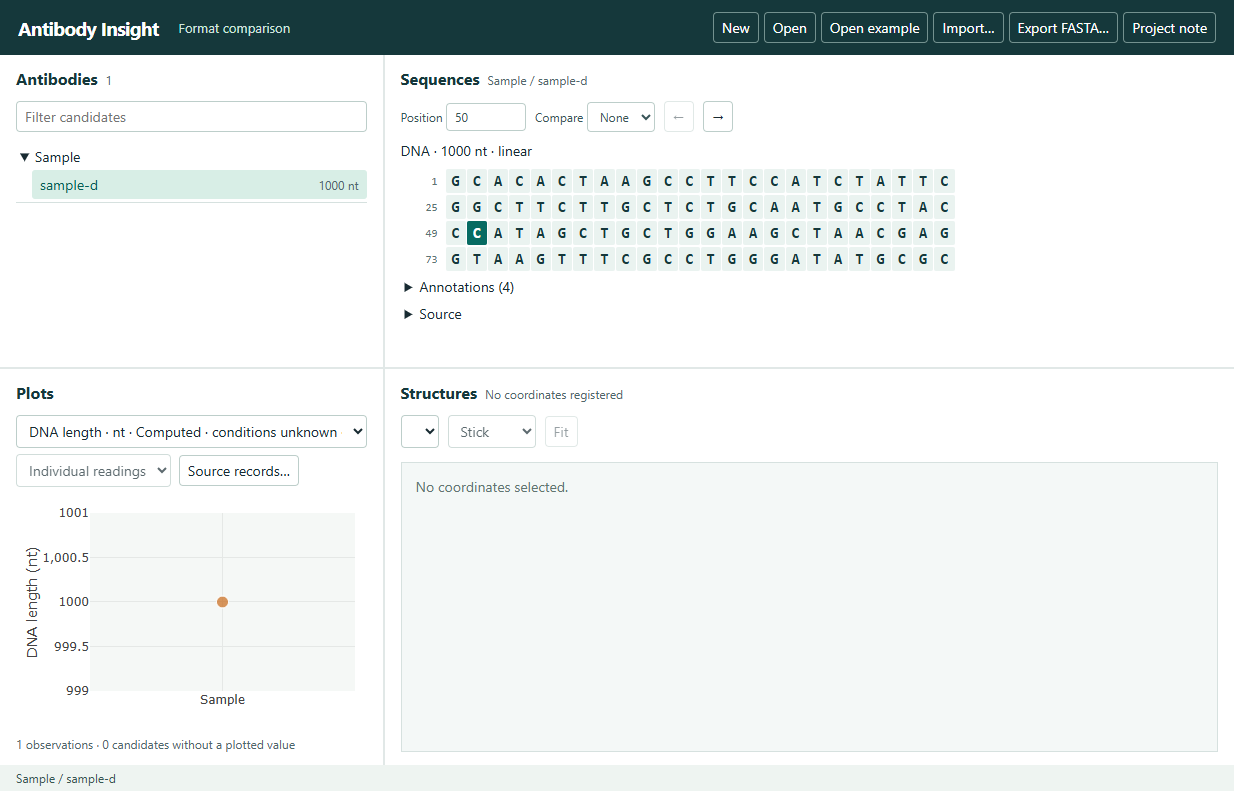 Antibody Insight Format comparison New Open Open example Import... Export FASTA... Project note
Antibodies 1
Filter candidates
▼ Sample
sample-d 1000 nt
Sequences Sample / sample-d
Position 50 Compare None ← →
DNA · 1000 nt · linear
1 G C A C A C T A A G C C T T C C A T C T A T T C
25 G G C T T C T T G C T C T G C A A T G C C T A C
49 C C A T A G C T G C T G G A A G C T A A C G A G
73 G T A A G T T T C G C C T G G G A T A T G C G C
► Annotations (4)
► Source
Plots
DNA length · nt · Computed · conditions unknown
Individual readings Source records...
DNA length (nt)
1001
1,000.5
1000
999.5
999
Sample
1 observations · 0 candidates without a plotted value
Structures No coordinates registered
Stick Fit
No coordinates selected.
Sample / sample-d